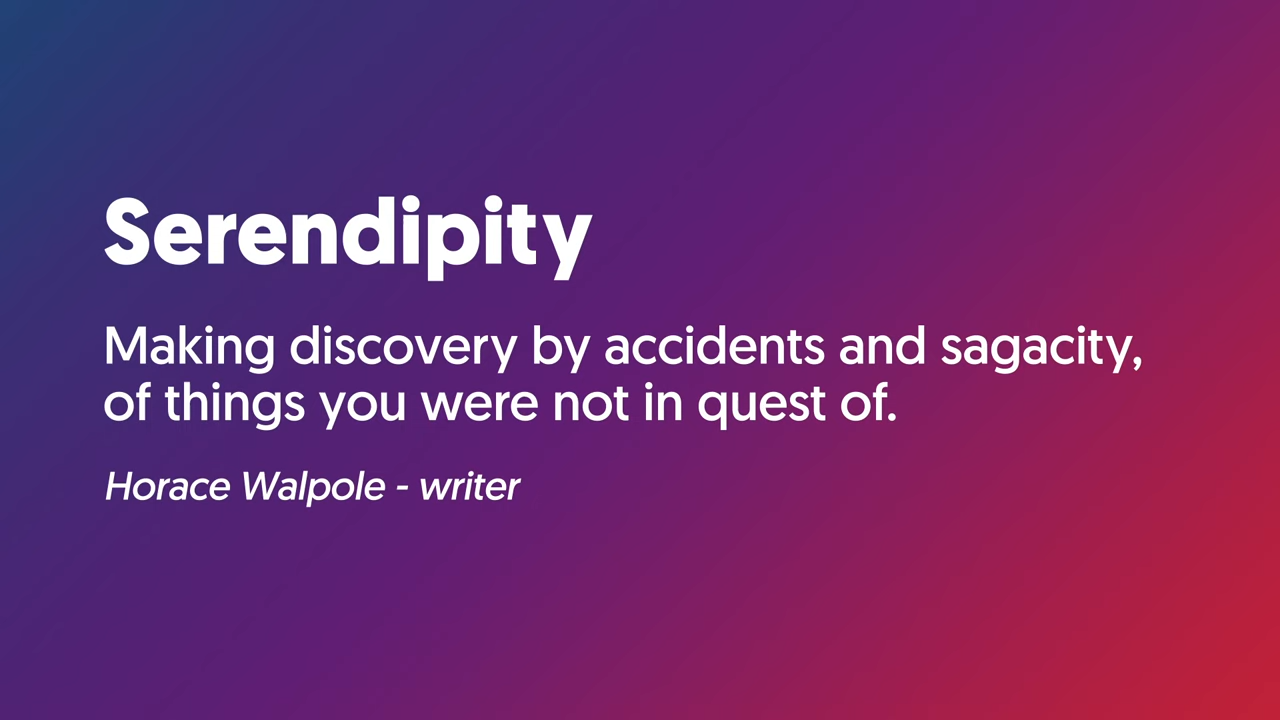 Serendipity
Making discovery by accidents and sagacity,
of things you were not in quest of.
Horace Walpole - writer